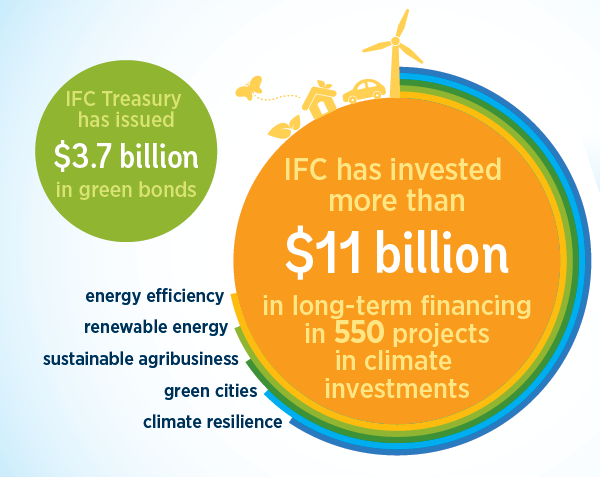 IFC Treasury
has issued
$3.7 billion
in green bonds
IFC has invested
more than
$11 billion
in long-term financing
in 550 projects
in climate
investments
energy efficiency
renewable energy
sustainable agribusiness
green cities
climate resilience